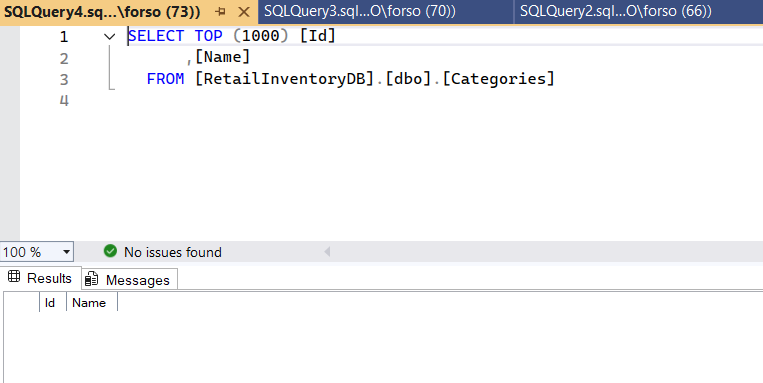 SQLQuery4.sq...\forso (73))
SQLQuery3.sql...O\forso (70))
SQLQuery2.sql...O\forso (66))
1 SELECT TOP (1000) [Id]
2 ,[Name]
3 FROM [RetailInventoryDB].[dbo].[Categories]
4
100 % No issues found
Results Messages
Id Name